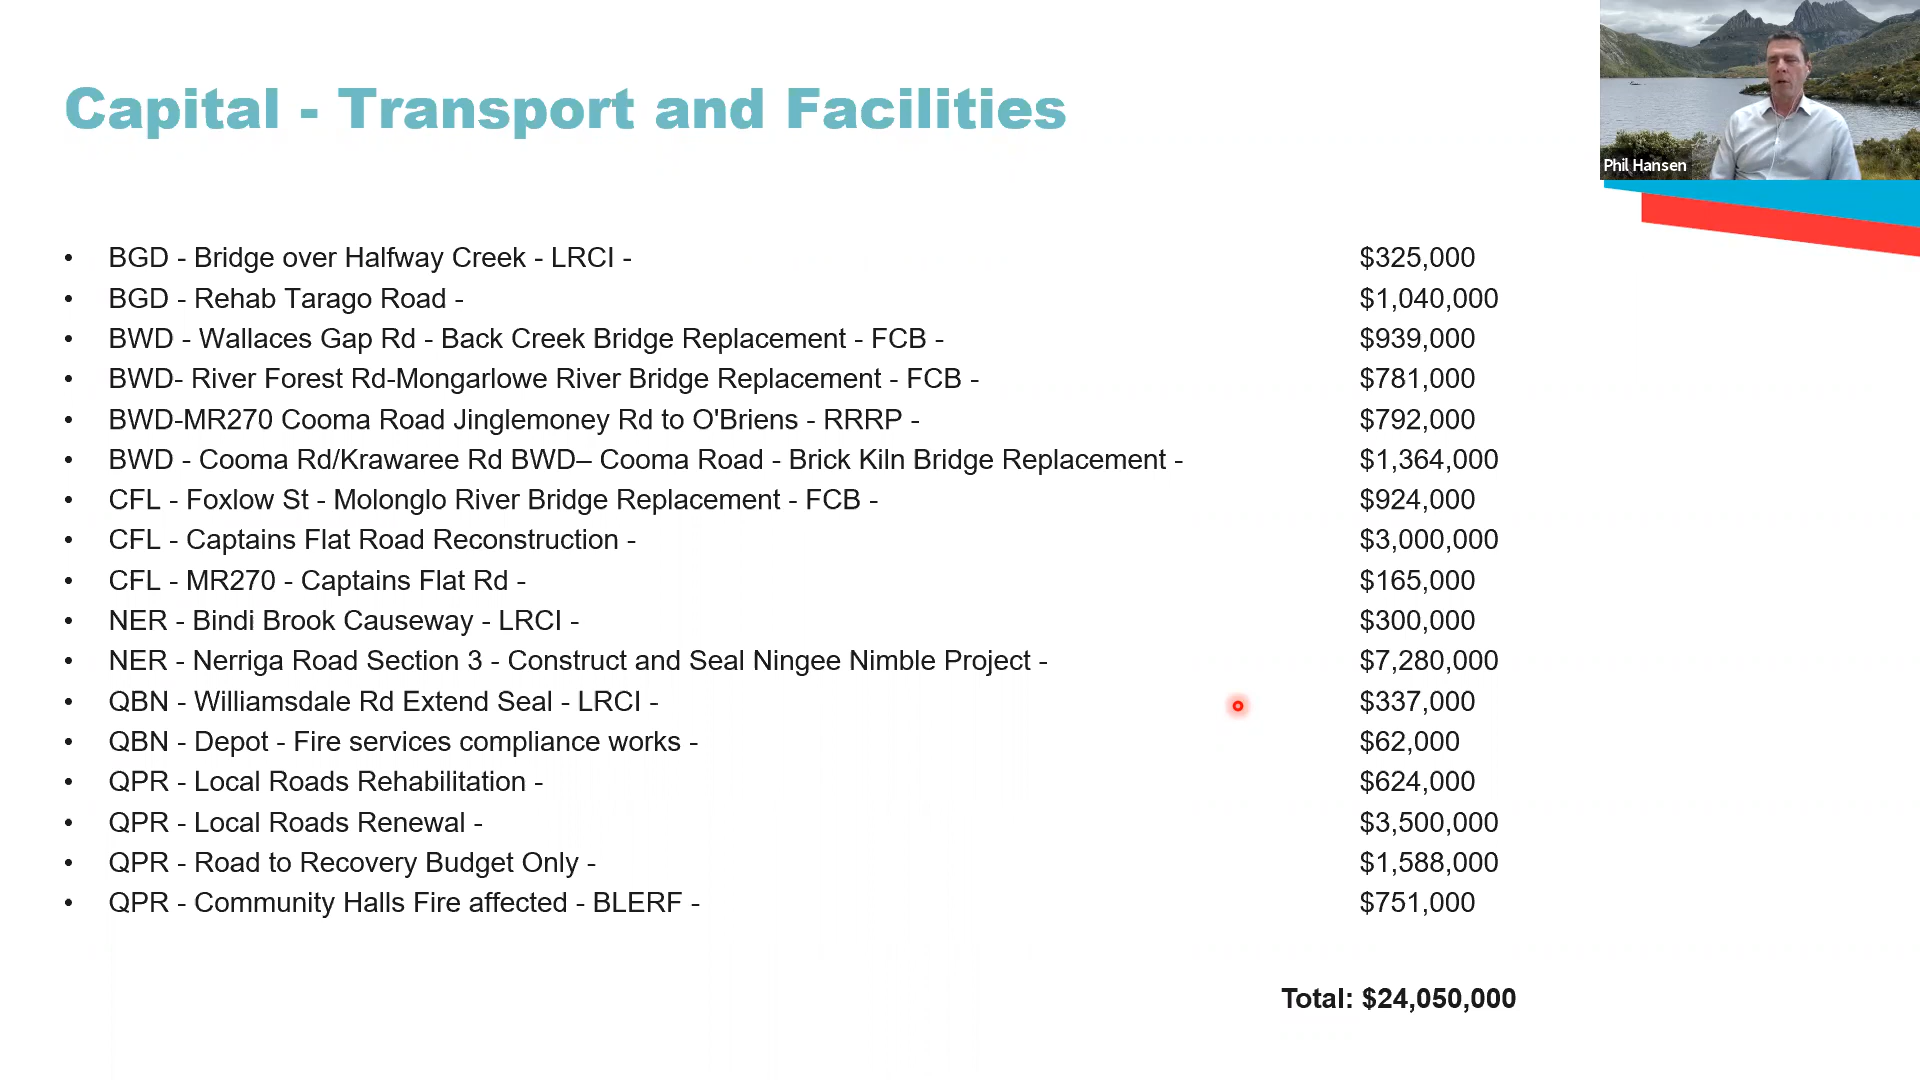 Capital - Transport and Facilities
Phil Hansen
• BGD - Bridge over Halfway Creek - LRCI - $325,000
• BGD - Rehab Tarago Road - $1,040,000
• BWD - Wallaces Gap Rd - Back Creek Bridge Replacement - FCB - $939,000
• BWD- River Forest Rd-Mongarlowe River Bridge Replacement - FCB - $781,000
• BWD-MR270 Cooma Road Jinglemoney Rd to O'Briens - RRRP - $792,000
• BWD - Cooma Rd/Krawaree Rd BWD– Cooma Road - Brick Kiln Bridge Replacement - $1,364,000
• CFL - Foxlow St - Molonglo River Bridge Replacement - FCB - $924,000
• CFL - Captains Flat Road Reconstruction - $3,000,000
• CFL - MR270 - Captains Flat Rd - $165,000
• NER - Bindi Brook Causeway - LRCI - $300,000
• NER - Nerriga Road Section 3 - Construct and Seal Ningee Nimble Project - $7,280,000
• QBN - Williamsdale Rd Extend Seal - LRCI - $337,000
• QBN - Depot - Fire services compliance works - $62,000
• QPR - Local Roads Rehabilitation - $624,000
• QPR - Local Roads Renewal - $3,500,000
• QPR - Road to Recovery Budget Only - $1,588,000
• QPR - Community Halls Fire affected - BLERF - $751,000
Total: $24,050,000